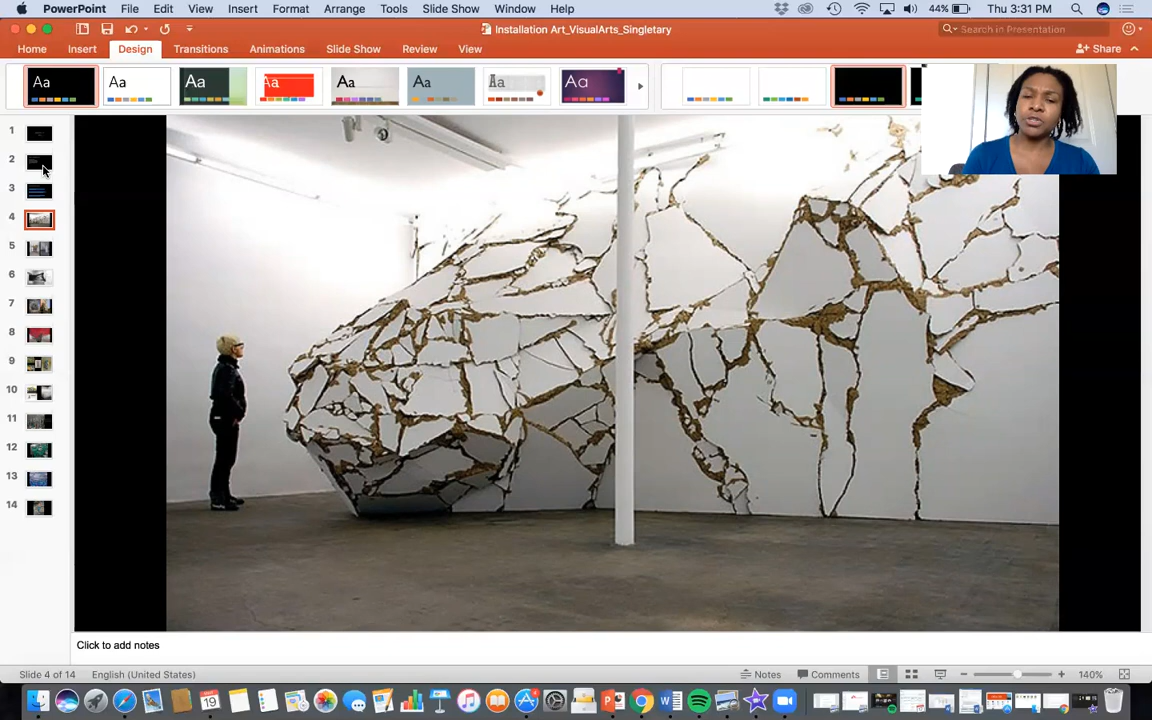 PowerPoint File Edit View Insert Format Arrange Tools Slide Show Window Help 44% Thu 3:31 PM
Installation Art_VisualArts_Singletary
Search in Presentation
Home Insert Design Transitions Animations Slide Show Review View
Share
Aa Aa Aa Aa Aa Aa Aa Aa
1
2
3
4
5
6
7
8
9
10
11
12
13
14
Click to add notes
Slide 4 of 14 English (United States) Notes Comments 140%
19